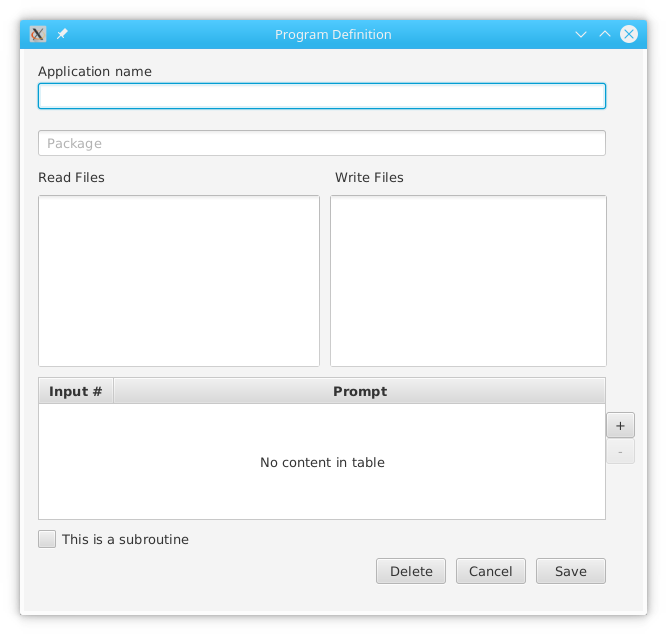 Program Definition
Application name
Package
Read Files Write Files
Input # Prompt
No content in table
+
-
This is a subroutine
Delete Cancel Save